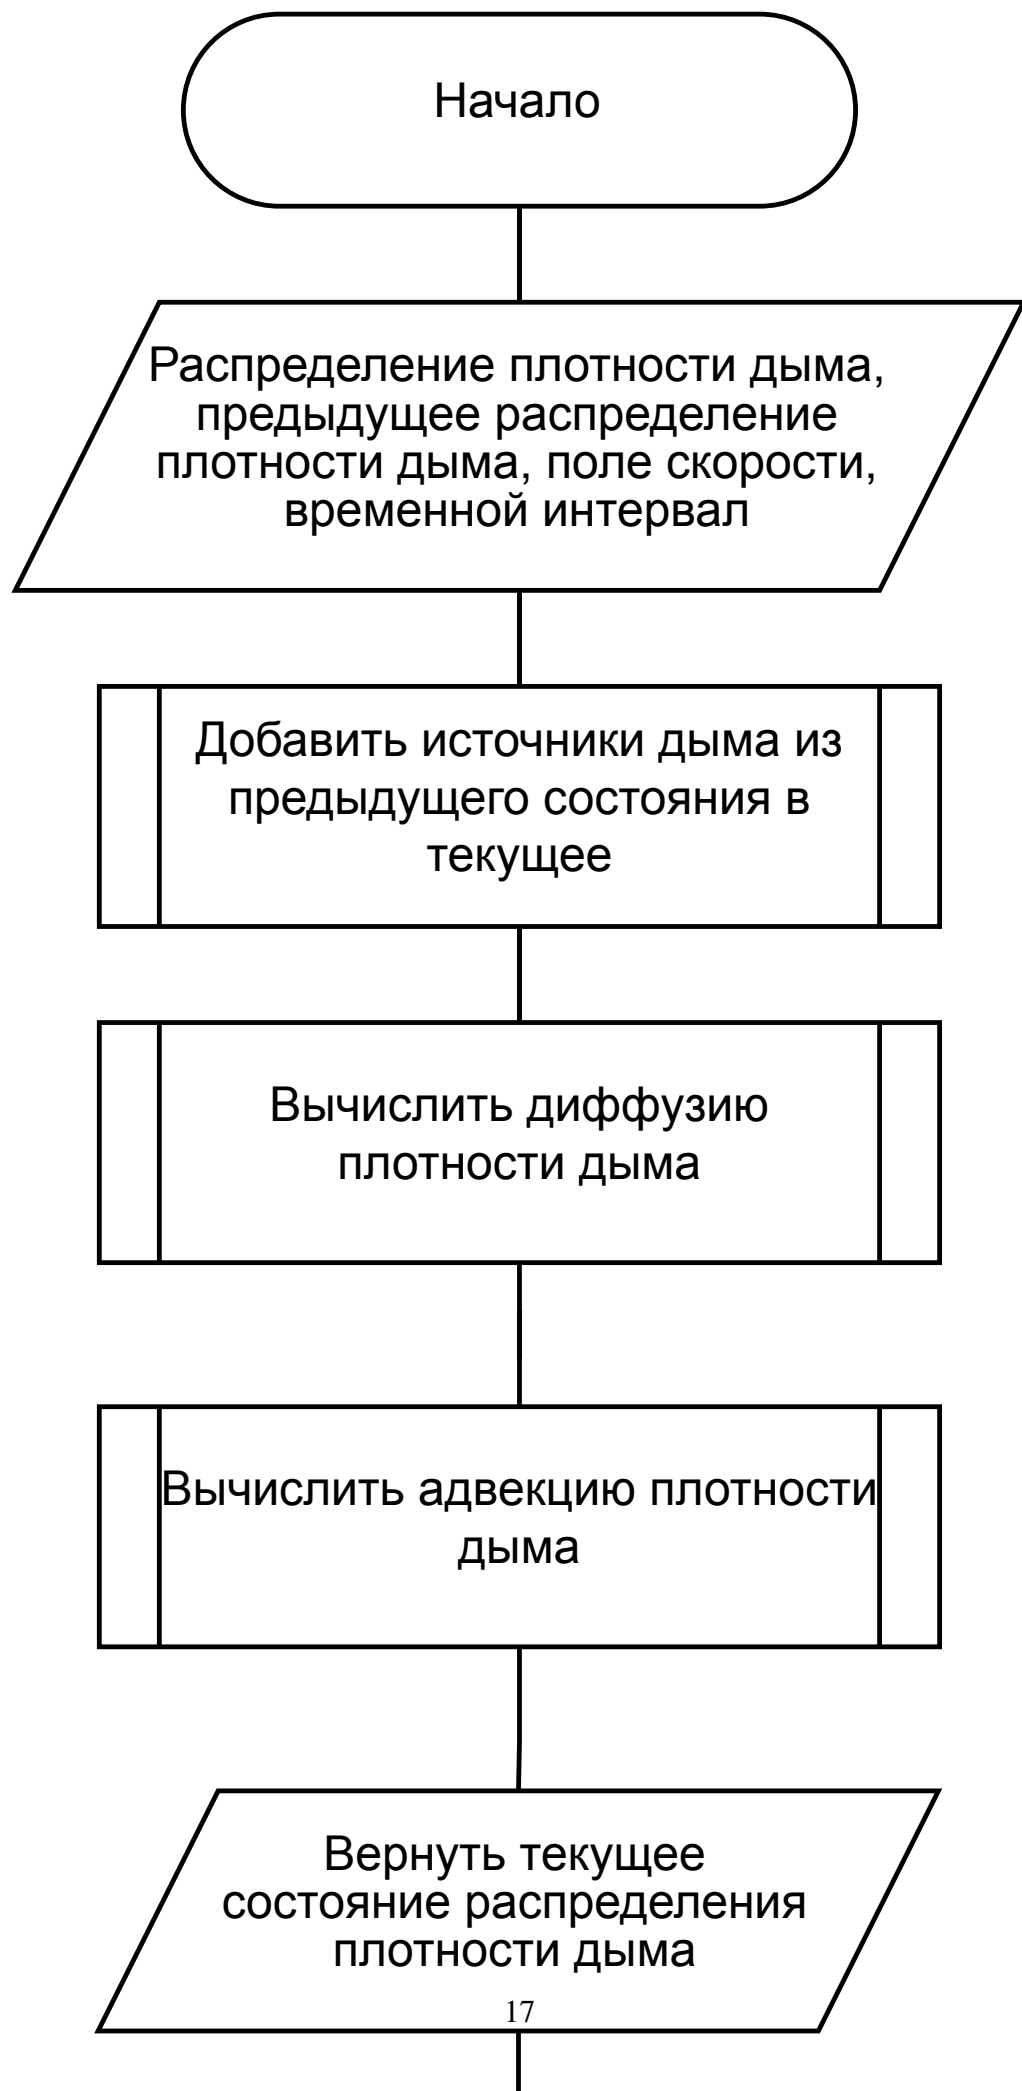 Начало
Распределение плотности дыма,
предыдущее распределение
плотности дыма, поле скорости,
временной интервал
Добавить источники дыма из
предыдущего состояния в
текущее
Вычислить диффузию
плотности дыма
Вычислить адвекцию плотности
дыма
Вернуть текущее
состояние распределения
плотности дыма
17